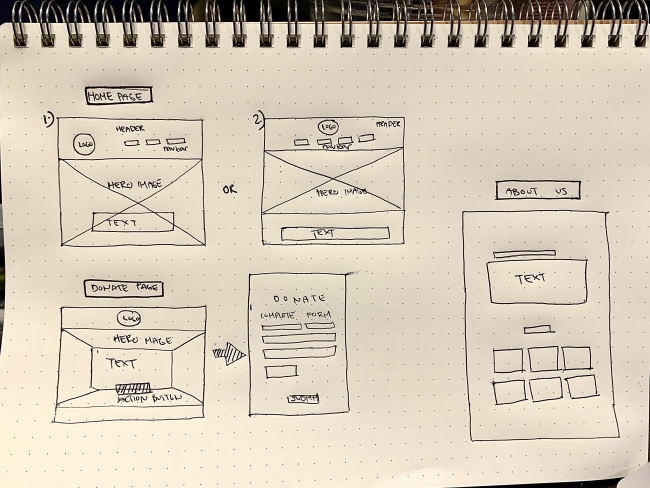 HOME PAGE
1.)
HEADER
LOGO
navbar
HERO IMAGE
TEXT
OR
2)
LOGO
HEADER
navbar
HERO IMAGE
TEXT
ABOUT US
TEXT
DONATE PAGE
LOGO
HERO IMAGE
TEXT
ACTION BUTTON
DONATE
COMPLETE FORM
SUBMIT